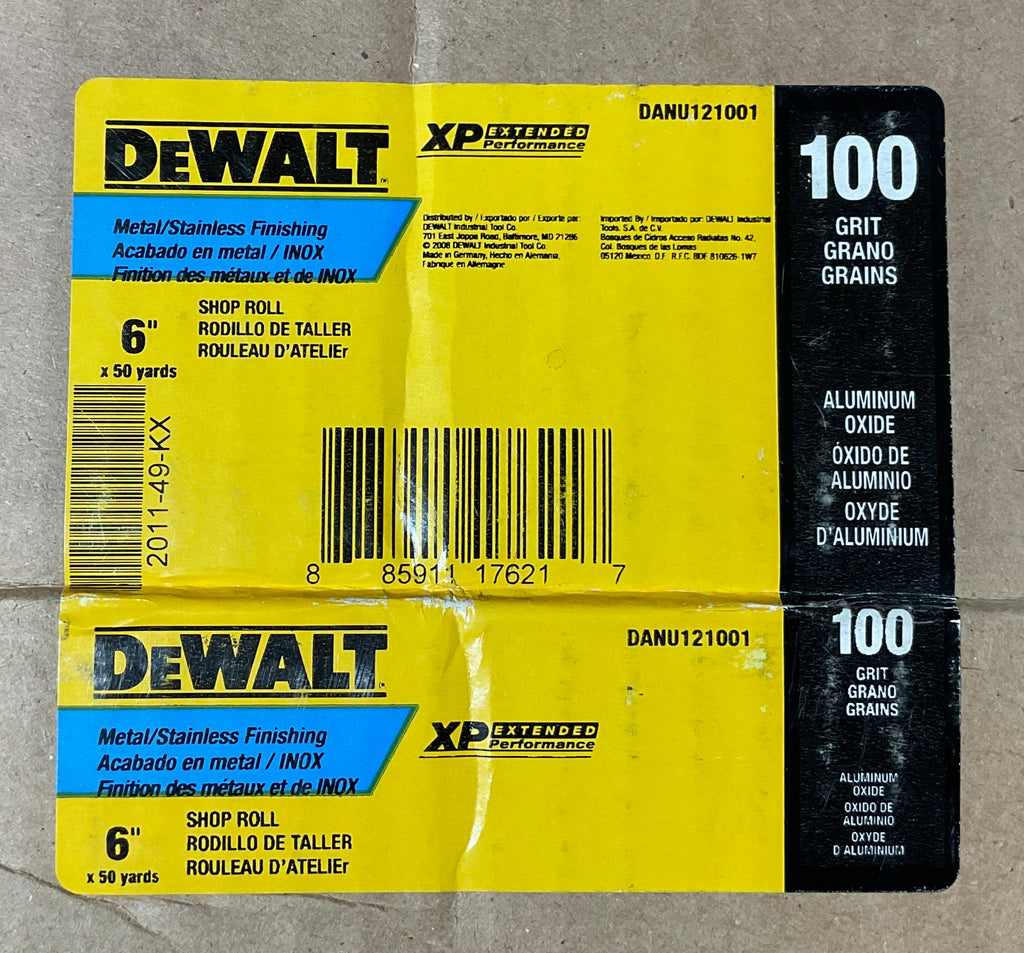 DEWALT
XP EXTENDED Performance
DANU121001
Metal/Stainless Finishing
Acabado en metal / INOX
Finition des métaux et de INOX
Distributed by / Exportado por / Exporté par:
DEWALT Industrial Tool Co.
701 East Joppa Road, Baltimore, MD 21286
© 2008 DEWALT Industrial Tool Co.
Made in Germany, Hecho en Alemania,
Fabriqué en Allemagne
Imported By / Importado por: DEWALT Industrial
Tools. S.A. de C.V.
Bosques de Cidros Acceso Radiatas No. 42,
Col. Bosques de las Lomas
05120 Mexico. D.F. R.F.C. BDE 810626-1W7
SHOP ROLL
RODILLO DE TALLER
ROULEAU D'ATELIEr
6"
x 50 yards
2011-49-KX
8 85911 17621 7
100
GRIT
GRANO
GRAINS
ALUMINUM
OXIDE
ÓXIDO DE
ALUMINIO
OXYDE
D'ALUMINIUM
DEWALT
DANU121001
Metal/Stainless Finishing
Acabado en metal / INOX
Finition des métaux et de INOX
XP EXTENDED Performance
6"
x 50 yards
SHOP ROLL
RODILLO DE TALLER
ROULEAU D'ATELIEr
100
GRIT
GRANO
GRAINS
ALUMINUM
OXIDE
OXIDO DE
ALUMINIO
OXYDE
D ALUMINIUM